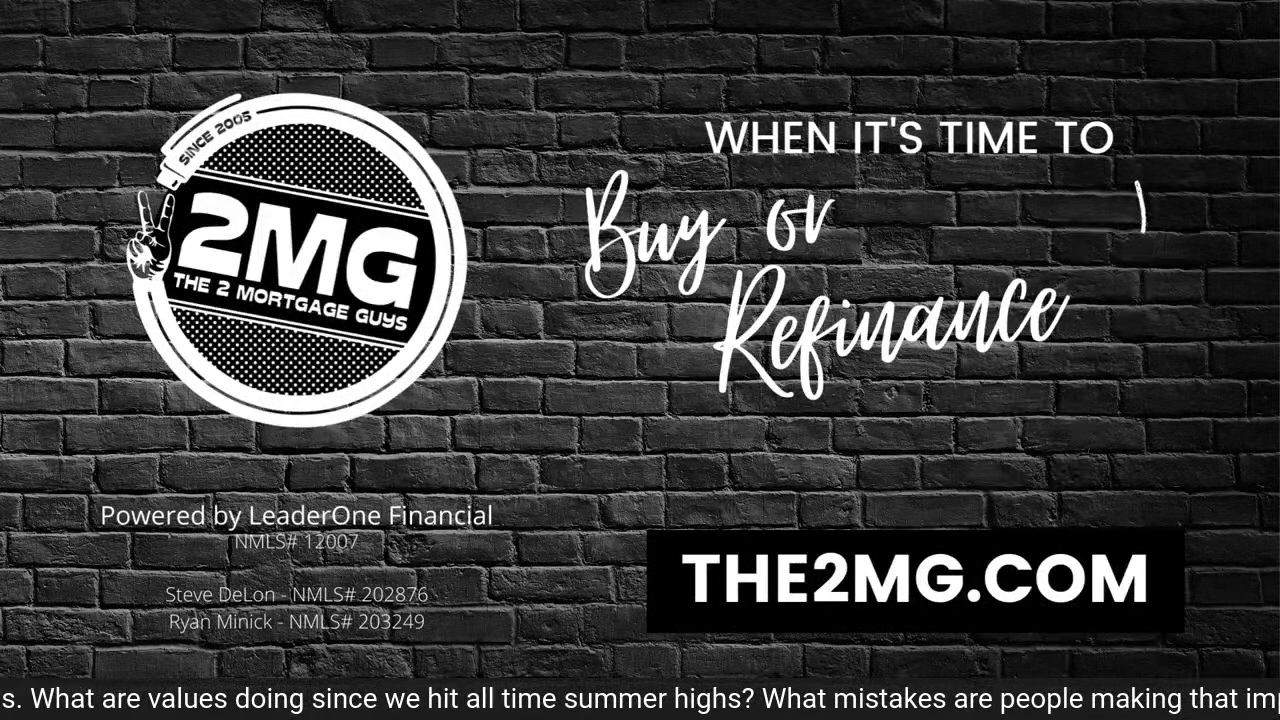 SINCE 2005
2MG
THE 2 MORTGAGE GUYS
WHEN IT'S TIME TO
Buy or
Refinance
Powered by LeaderOne Financial
NMLS# 12007
Steve DeLon - NMLS# 202876
Ryan Minick - NMLS# 203249
THE2MG.COM
s. What are values doing since we hit all time summer highs? What mistakes are people making that imp